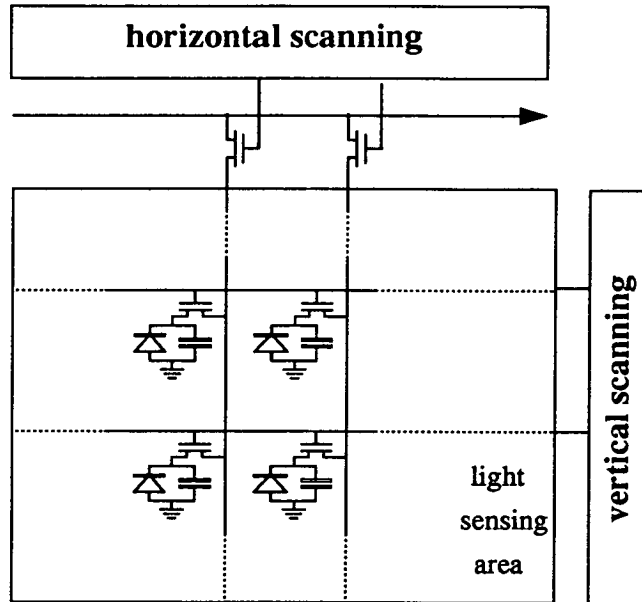 horizontal scanning
vertical scanning
light
sensing
area